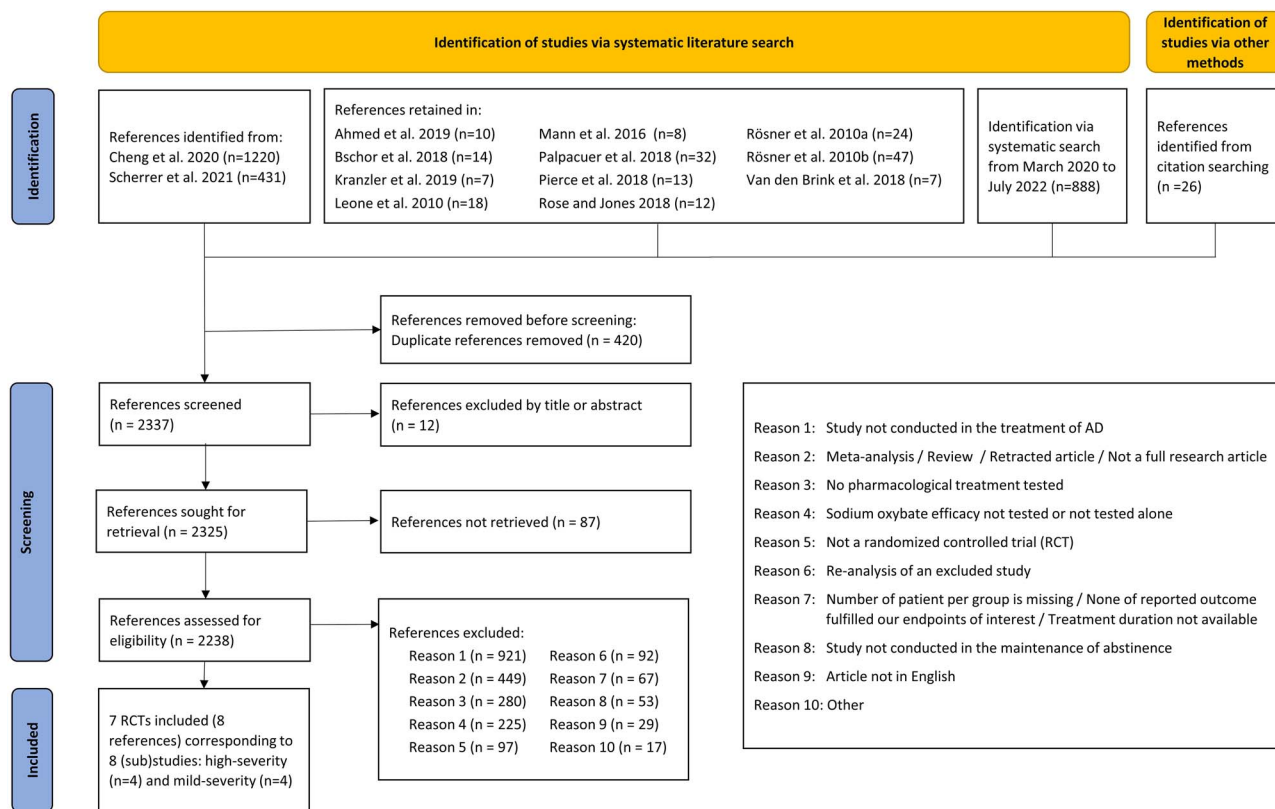 Identification of studies via systematic literature search
Identification of
studies via other
methods
Identification
References identified from:
Cheng et al. 2020 (n=1220)
Scherrer et al. 2021 (n=431)
References retained in:
Ahmed et al. 2019 (n=10)
Bschor et al. 2018 (n=14)
Kranzler et al. 2019 (n=7)
Leone et al. 2010 (n=18)
Mann et al. 2016 (n=8)
Palpacuer et al. 2018 (n=32)
Pierce et al. 2018 (n=13)
Rose and Jones 2018 (n=12)
Rösner et al. 2010a (n=24)
Rösner et al. 2010b (n=47)
Van den Brink et al. 2018 (n=7)
Identification via
systematic search
from March 2020 to
July 2022 (n=888)
References
identified from
citation searching
(n =26)
References removed before screening:
Duplicate references removed (n = 420)
Screening
References screened
(n = 2337)
References excluded by title or abstract
(n = 12)
References sought for
retrieval (n = 2325)
References not retrieved (n = 87)
References assessed for
eligibility (n = 2238)
References excluded:
Reason 1 (n = 921)
Reason 2 (n = 449)
Reason 3 (n = 280)
Reason 4 (n = 225)
Reason 5 (n = 97)
Reason 6 (n = 92)
Reason 7 (n = 67)
Reason 8 (n = 53)
Reason 9 (n = 29)
Reason 10 (n = 17)
Reason 1: Study not conducted in the treatment of AD
Reason 2: Meta-analysis / Review / Retracted article / Not a full research article
Reason 3: No pharmacological treatment tested
Reason 4: Sodium oxybate efficacy not tested or not tested alone
Reason 5: Not a randomized controlled trial (RCT)
Reason 6: Re-analysis of an excluded study
Reason 7: Number of patient per group is missing / None of reported outcome
fulfilled our endpoints of interest / Treatment duration not available
Reason 8: Study not conducted in the maintenance of abstinence
Reason 9: Article not in English
Reason 10: Other
Included
7 RCTs included (8
references) corresponding to
8 (sub)studies: high-severity
(n=4) and mild-severity (n=4)